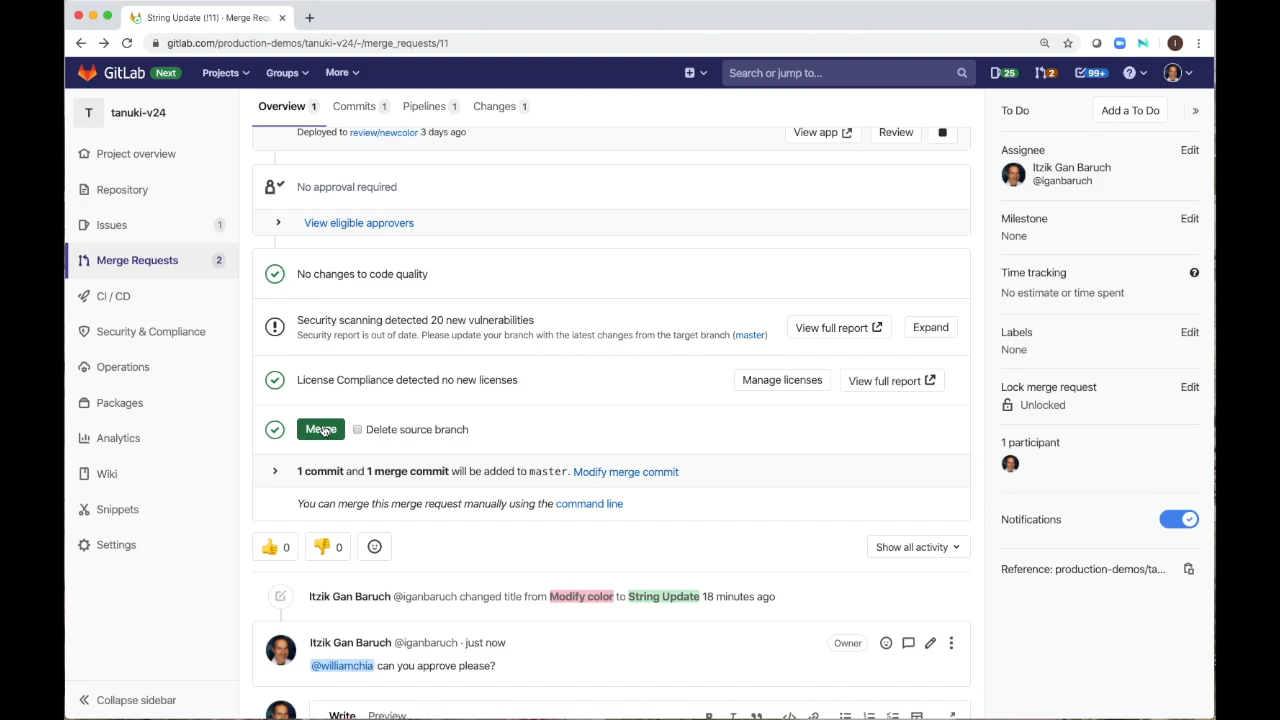 String Update (!11) · Merge Requ
gitlab.com/production-demos/tanuki-v24/-/merge_requests/11
I
GitLab Next Projects Groups More Search or jump to... 25 2 99+
T tanuki-v24
Project overview
Repository
Issues 1
Merge Requests 2
CI / CD
Security & Compliance
Operations
Packages
Analytics
Wiki
Snippets
Settings
Collapse sidebar
Overview 1 Commits 1 Pipelines 1 Changes 1
Deployed to review/newcolor 3 days ago View app Review
No approval required
View eligible approvers
No changes to code quality
Security scanning detected 20 new vulnerabilities
Security report is out of date. Please update your branch with the latest changes from the target branch (master)
View full report Expand
License Compliance detected no new licenses Manage licenses View full report
Merge Delete source branch
1 commit and 1 merge commit will be added to master. Modify merge commit
You can merge this merge request manually using the command line
0 0 Show all activity
Itzik Gan Baruch @iganbaruch changed title from Modify color to String Update 18 minutes ago
Itzik Gan Baruch @iganbaruch · just now Owner
@williamchia can you approve please?
Write Preview B I
To Do Add a To Do
Assignee Edit
Itzik Gan Baruch
@iganbaruch
Milestone Edit
None
Time tracking
No estimate or time spent
Labels Edit
None
Lock merge request Edit
Unlocked
1 participant
Notifications
Reference: production-demos/ta...